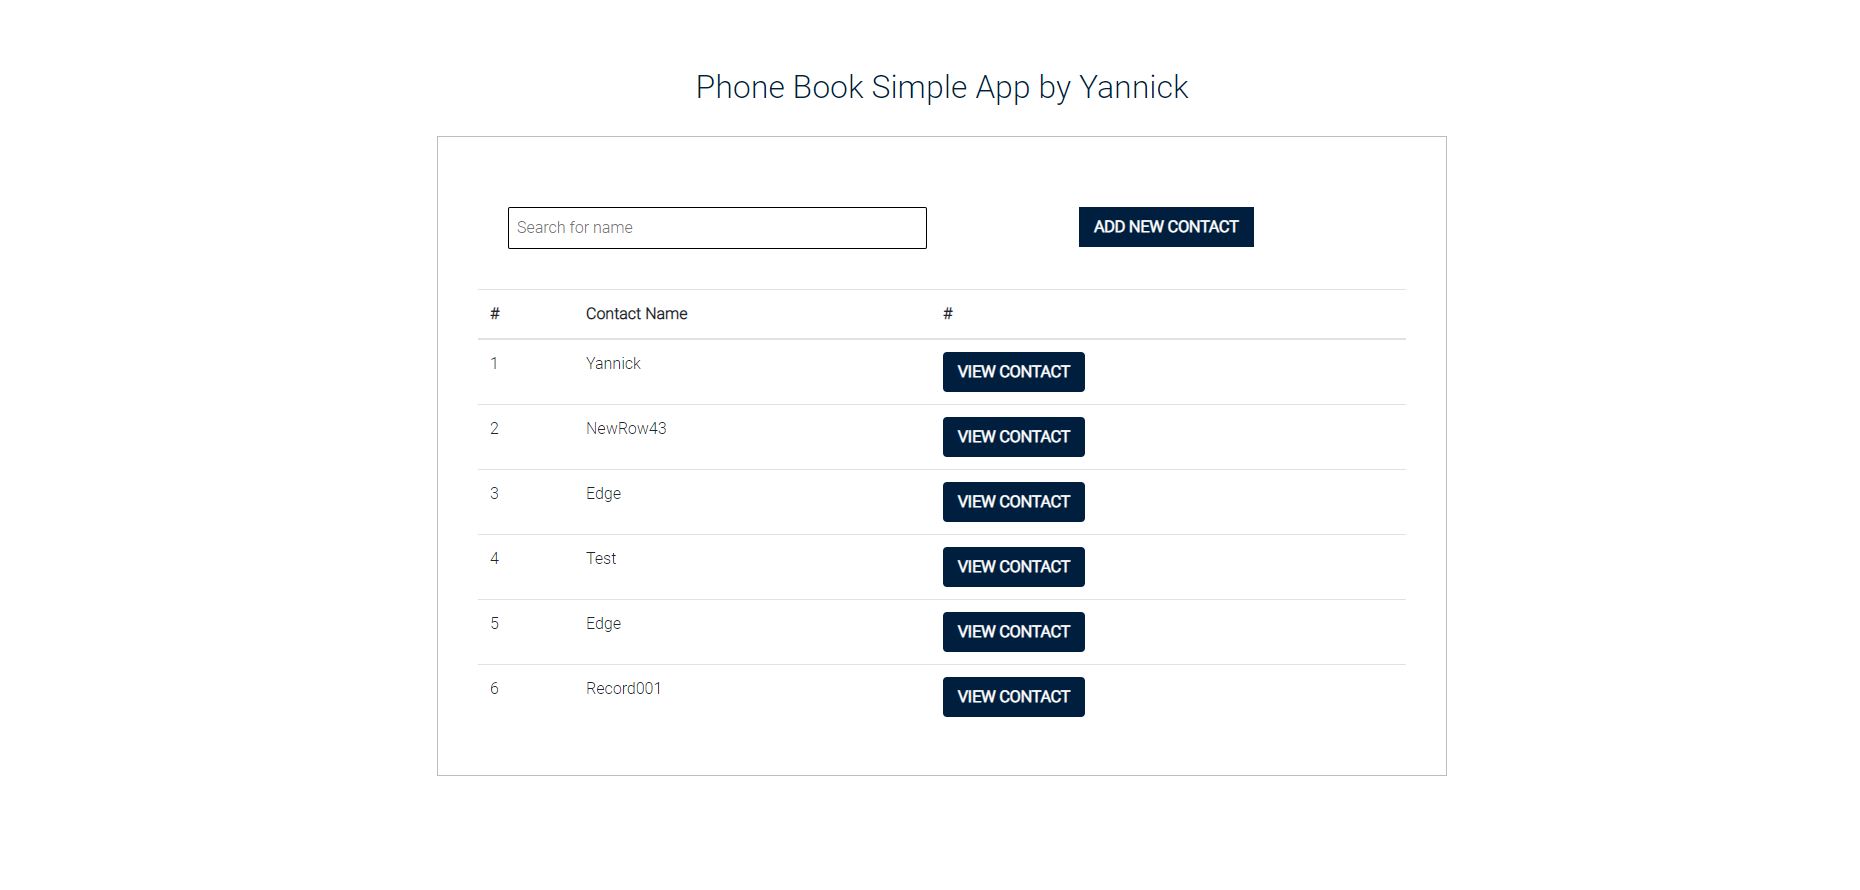 Phone Book Simple App by Yannick
Search for name
ADD NEW CONTACT
# Contact Name #
1 Yannick VIEW CONTACT
2 NewRow43 VIEW CONTACT
3 Edge VIEW CONTACT
4 Test VIEW CONTACT
5 Edge VIEW CONTACT
6 Record001 VIEW CONTACT